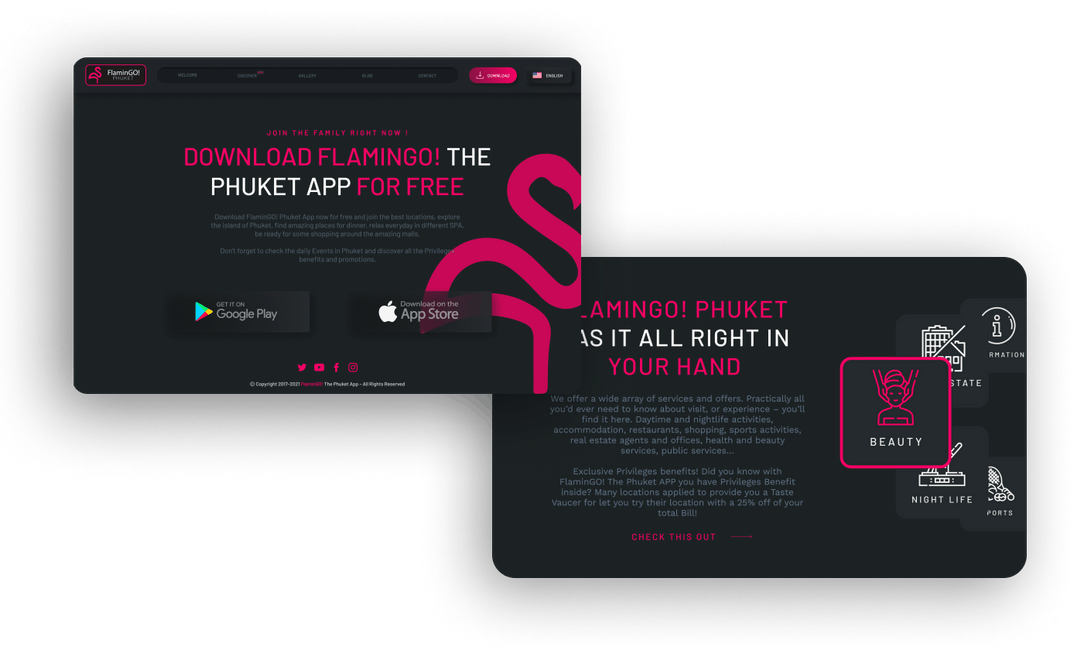 FlaminGO!
PHUKET
WELCOME
DISCOVER
GALLERY
BLOG
CONTACT
DOWNLOAD
ENGLISH
JOIN THE FAMILY RIGHT NOW !
DOWNLOAD FLAMINGO! THE
PHUKET APP FOR FREE
Download FlaminGO! Phuket App now for free and join the best locations, explore
the island of Phuket, find amazing places for dinner, relax everyday in different SPA,
be ready for some shopping around the amazing malls.
Don't forget to check the daily Events in Phuket and discover all the Privileges
benefits and promotions.
GET IT ON
Google Play
Download on the
App Store
© Copyright 2017-2021 FlaminGO! The Phuket App - All Rights Reserved
LAMINGO! PHUKET
AS IT ALL RIGHT IN
YOUR HAND
We offer a wide array of services and offers. Practically all
you'd ever need to know about visit, or experience – you'll
find it here. Daytime and nightlife activities,
accommodation, restaurants, shopping, sports activities,
real estate agents and offices, health and beauty
services, public services...
Exclusive Privileges benefits! Did you know with
FlaminGO! The Phuket APP you have Privileges Benefit
inside? Many locations applied to provide you a Taste
Vaucer for let you try their location with a 25% off of your
total Bill!
CHECK THIS OUT
RMATION
STATE
BEAUTY
NIGHT LIFE
PORTS